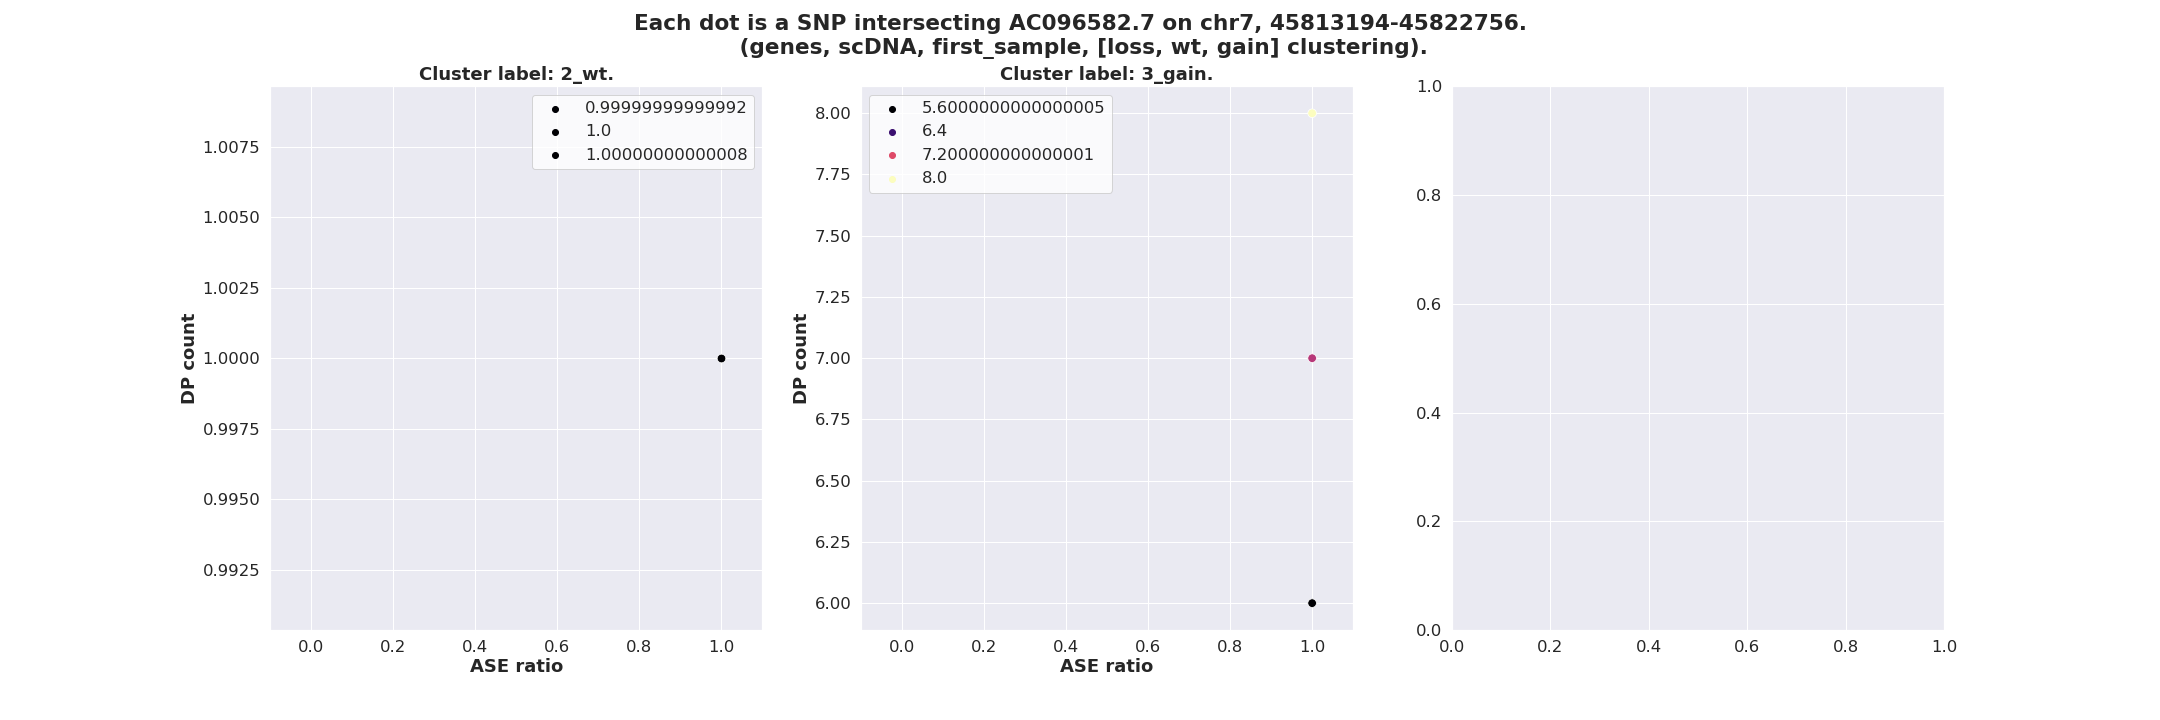 Each dot is a SNP intersecting AC096582.7 on chr7, 45813194-45822756.
(genes, scDNA, first_sample, [loss, wt, gain] clustering).
Cluster label: 2_wt.
0.99999999999992
1.0
1.00000000000008
1.0075
1.0050
1.0025
1.0000
0.9975
0.9950
0.9925
DP count
0.0 0.2 0.4 0.6 0.8 1.0
ASE ratio
Cluster label: 3_gain.
5.6000000000000005
6.4
7.200000000000001
8.0
8.00
7.75
7.50
7.25
7.00
6.75
6.50
6.25
6.00
DP count
0.0 0.2 0.4 0.6 0.8 1.0
ASE ratio
1.0
0.8
0.6
0.4
0.2
0.0
0.0 0.2 0.4 0.6 0.8 1.0